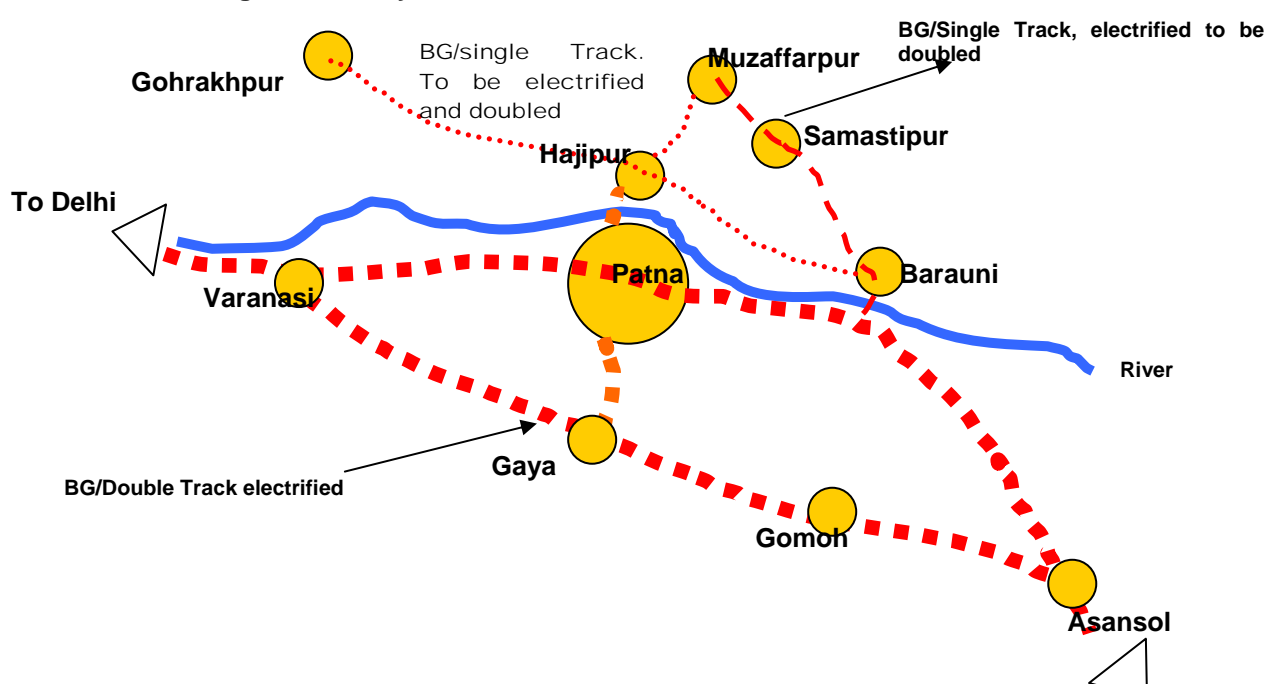 BG/Single Track, electrified to be
doubled
BG/single Track.
To be electrified
and doubled
Muzaffarpur
Gohrakhpur
Samastipur
Hajipur
To Delhi
Patna
Barauni
Varanasi
River
Gaya
BG/Double Track electrified
Gomoh
Asansol